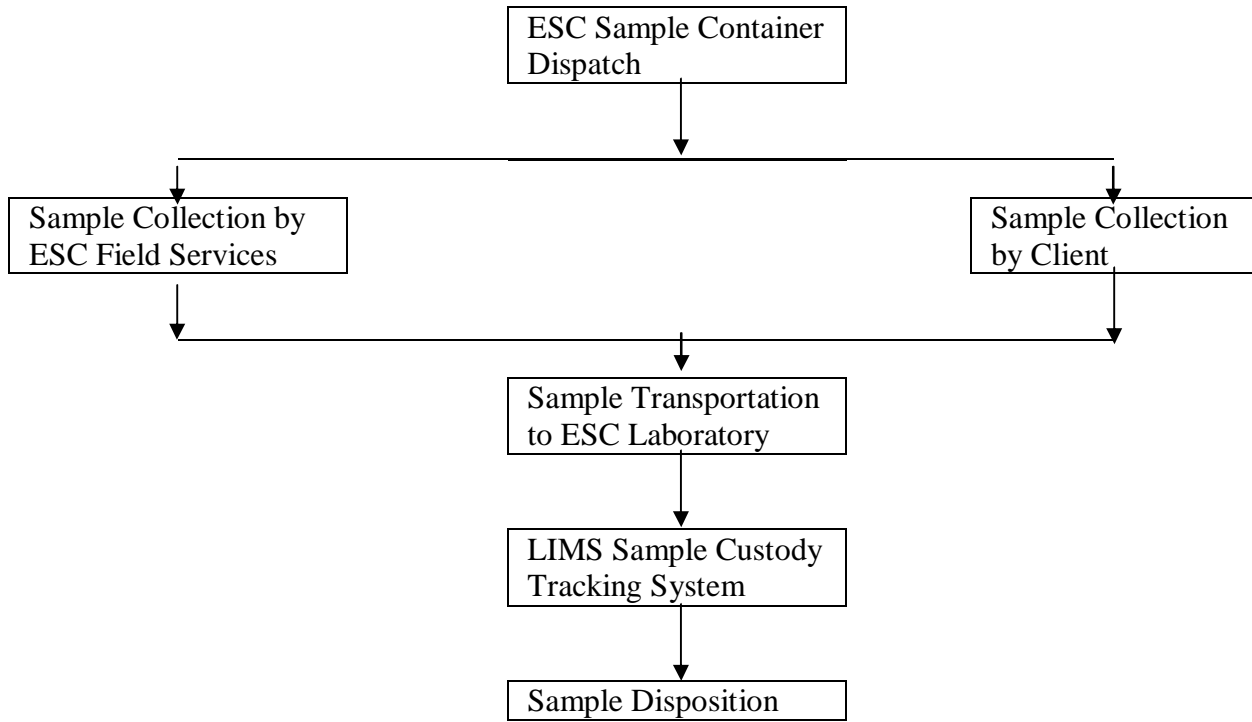 ESC Sample Container
Dispatch
Sample Collection by
ESC Field Services
Sample Collection
by Client
Sample Transportation
to ESC Laboratory
LIMS Sample Custody
Tracking System
Sample Disposition